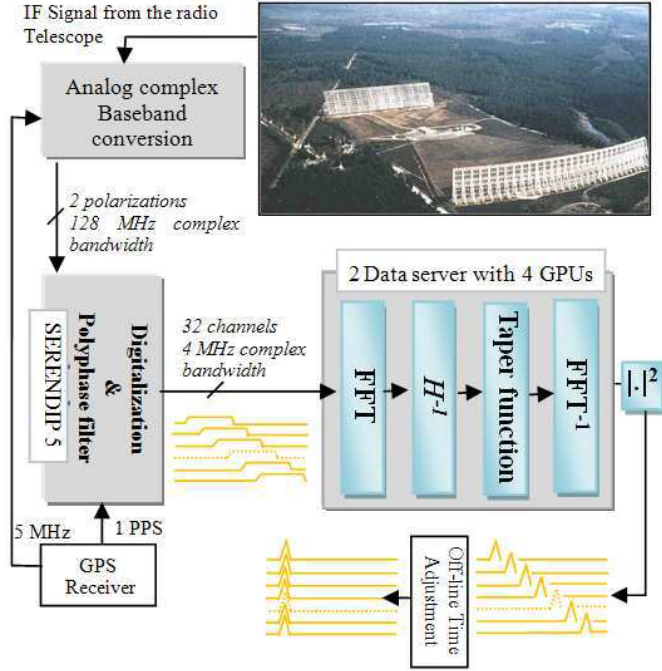 IF Signal from the radio
Telescope
Analog complex
Baseband
conversion
2 polarizations
128 MHz complex
bandwidth
SERENDIP 5
Digitalization
&
Polyphase filter
32 channels
4 MHz complex
bandwidth
2 Data server with 4 GPUs
FFT
H⁻¹
Taper function
FFT⁻¹
|.|²
5 MHz
1 PPS
GPS
Receiver
Off-line Time
Adjustment